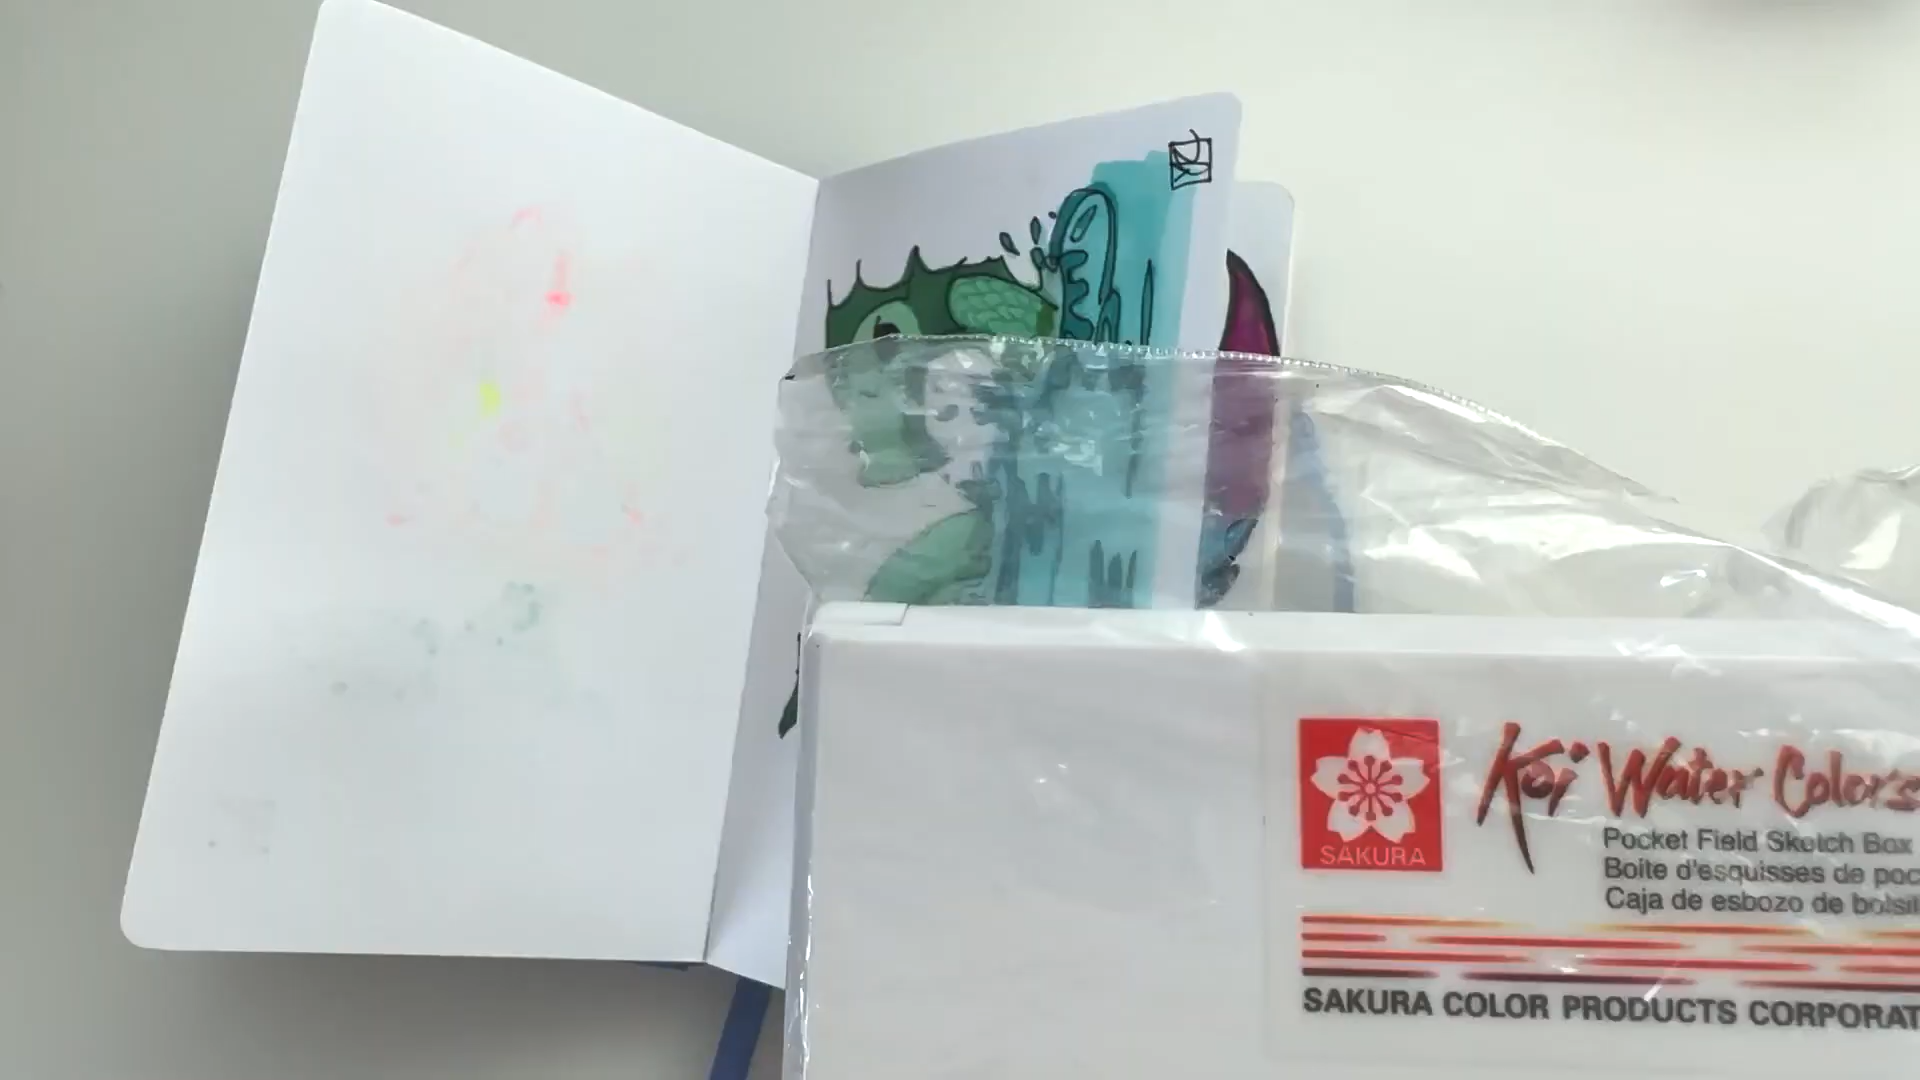 SAKURA
Koi Water Colors
Pocket Field Sketch Box
Boite d'esquisses de poc
Caja de esbozo de bolsil
SAKURA COLOR PRODUCTS CORPORAT